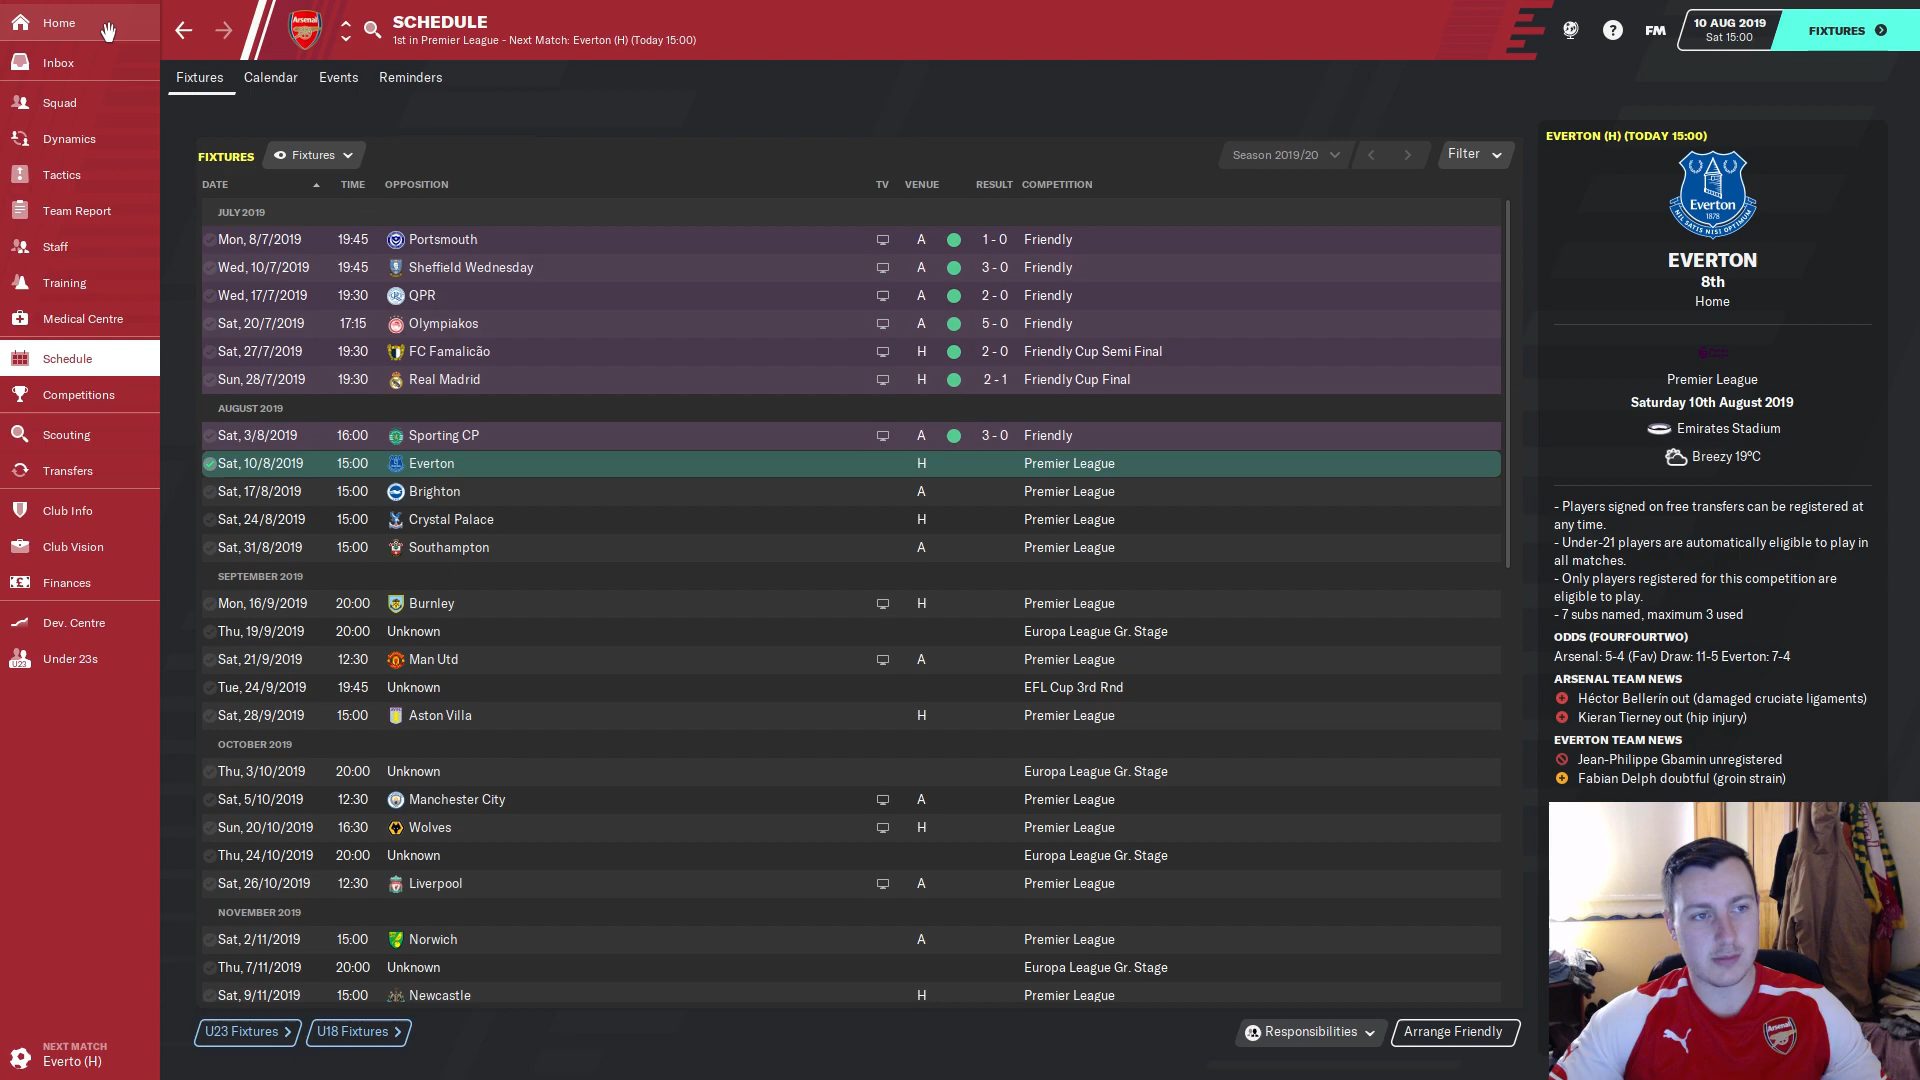 Home
Inbox
Squad
Dynamics
Tactics
Team Report
Staff
Training
Medical Centre
Schedule
Competitions
Scouting
Transfers
Club Info
Club Vision
Finances
Dev. Centre
U23
Under 23s
NEXT MATCH
Everto (H)
Arsenal
SCHEDULE
1st in Premier League - Next Match: Everton (H) (Today 15:00)
?
FM
10 AUG 2019
Sat 15:00
FIXTURES
Fixtures Calendar Events Reminders
FIXTURES Fixtures Season 2019/20 Filter
DATE TIME OPPOSITION TV VENUE RESULT COMPETITION
JULY 2019
Mon, 8/7/2019 19:45 Portsmouth A 1 - 0 Friendly
Wed, 10/7/2019 19:45 Sheffield Wednesday A 3 - 0 Friendly
Wed, 17/7/2019 19:30 QPR A 2 - 0 Friendly
Sat, 20/7/2019 17:15 Olympiakos A 5 - 0 Friendly
Sat, 27/7/2019 19:30 FC Famalicão H 2 - 0 Friendly Cup Semi Final
Sun, 28/7/2019 19:30 Real Madrid H 2 - 1 Friendly Cup Final
AUGUST 2019
Sat, 3/8/2019 16:00 Sporting CP A 3 - 0 Friendly
Sat, 10/8/2019 15:00 Everton H Premier League
Sat, 17/8/2019 15:00 Brighton A Premier League
Sat, 24/8/2019 15:00 Crystal Palace H Premier League
Sat, 31/8/2019 15:00 Southampton A Premier League
SEPTEMBER 2019
Mon, 16/9/2019 20:00 Burnley H Premier League
Thu, 19/9/2019 20:00 Unknown Europa League Gr. Stage
Sat, 21/9/2019 12:30 Man Utd A Premier League
Tue, 24/9/2019 19:45 Unknown EFL Cup 3rd Rnd
Sat, 28/9/2019 15:00 Aston Villa H Premier League
OCTOBER 2019
Thu, 3/10/2019 20:00 Unknown Europa League Gr. Stage
Sat, 5/10/2019 12:30 Manchester City A Premier League
Sun, 20/10/2019 16:30 Wolves H Premier League
Thu, 24/10/2019 20:00 Unknown Europa League Gr. Stage
Sat, 26/10/2019 12:30 Liverpool A Premier League
NOVEMBER 2019
Sat, 2/11/2019 15:00 Norwich A Premier League
Thu, 7/11/2019 20:00 Unknown Europa League Gr. Stage
Sat, 9/11/2019 15:00 Newcastle H Premier League
U23 Fixtures U18 Fixtures Responsibilities Arrange Friendly
EVERTON (H) (TODAY 15:00)
Everton
1878
NIL SATIS NISI OPTIMUM
EVERTON
8th
Home
Premier League
Saturday 10th August 2019
Emirates Stadium
Breezy 19ºC
- Players signed on free transfers can be registered at
any time.
- Under-21 players are automatically eligible to play in
all matches.
- Only players registered for this competition are
eligible to play.
- 7 subs named, maximum 3 used
ODDS (FOURFOURTWO)
Arsenal: 5-4 (Fav) Draw: 11-5 Everton: 7-4
ARSENAL TEAM NEWS
Héctor Bellerín out (damaged cruciate ligaments)
Kieran Tierney out (hip injury)
EVERTON TEAM NEWS
Jean-Philippe Gbamin unregistered
Fabian Delph doubtful (groin strain)
Arsenal